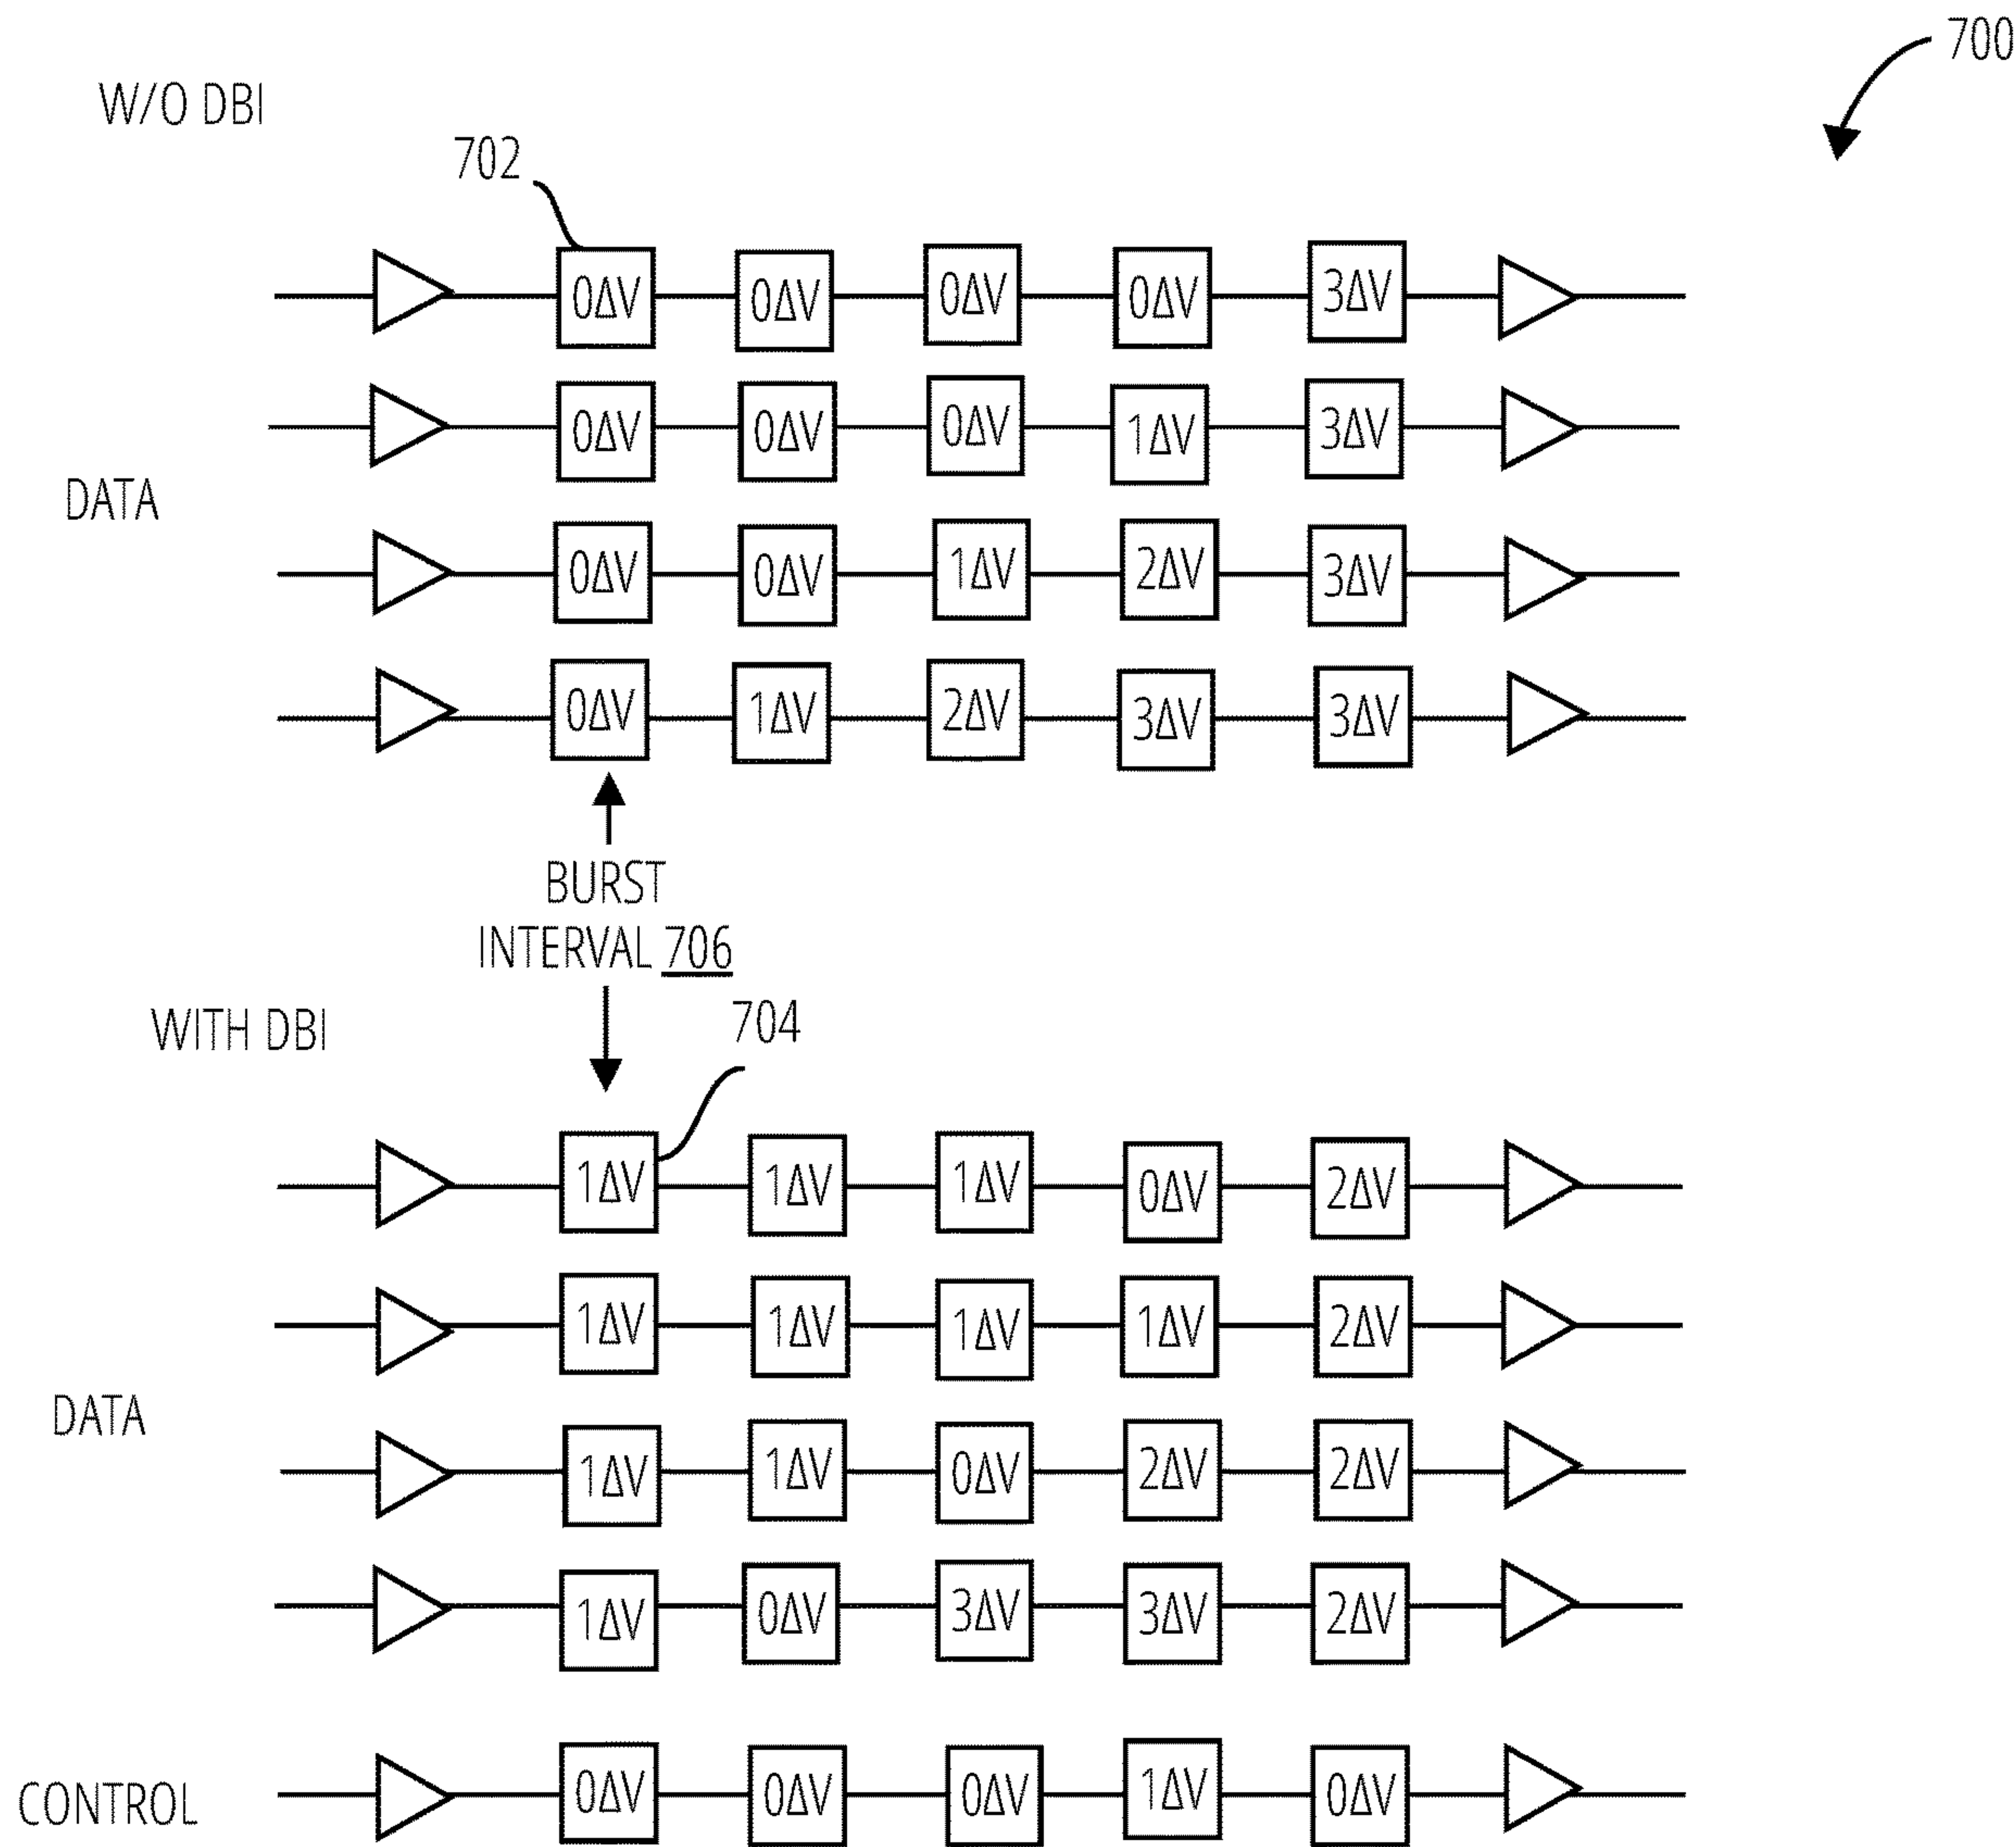 700
W/O DBI
702
0ΔV 0ΔV 0ΔV 0ΔV 3ΔV
0ΔV 0ΔV 0ΔV 1ΔV 3ΔV
DATA
0ΔV 0ΔV 1ΔV 2ΔV 3ΔV
0ΔV 1ΔV 2ΔV 3ΔV 3ΔV
BURST
INTERVAL 706
704
WITH DBI
1ΔV 1ΔV 1ΔV 0ΔV 2ΔV
1ΔV 1ΔV 1ΔV 1ΔV 2ΔV
DATA
1ΔV 1ΔV 0ΔV 2ΔV 2ΔV
1ΔV 0ΔV 3ΔV 3ΔV 2ΔV
CONTROL
0ΔV 0ΔV 0ΔV 1ΔV 0ΔV